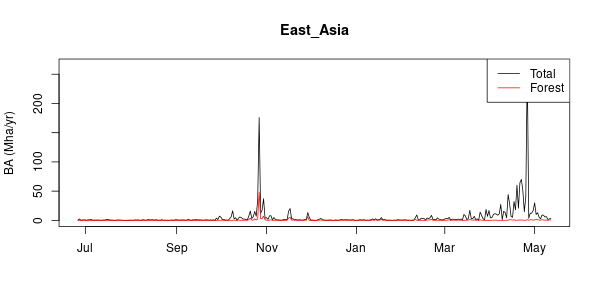 East_Asia
BA (Mha/yr)
200
100
50
0
Total
Forest
Jul Sep Nov Jan Mar May